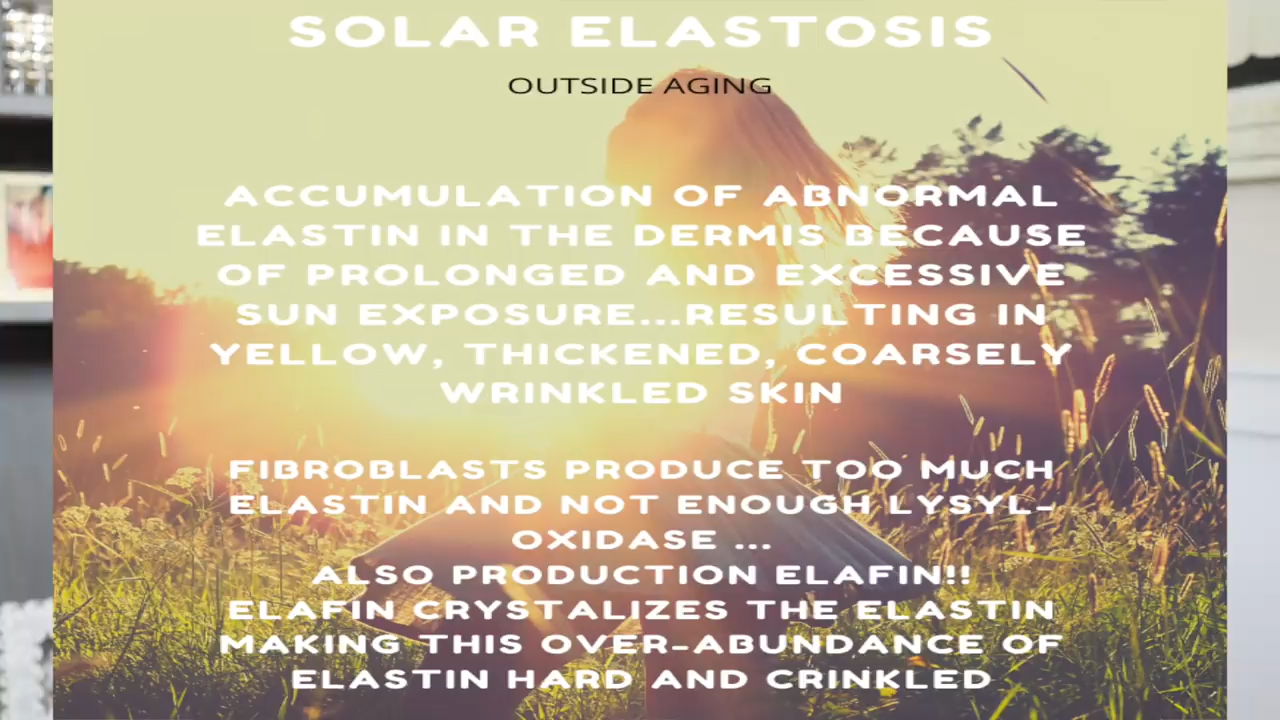 SOLAR ELASTOSIS
OUTSIDE AGING
ACCUMULATION OF ABNORMAL
ELASTIN IN THE DERMIS BECAUSE
OF PROLONGED AND EXCESSIVE
SUN EXPOSURE...RESULTING IN
YELLOW, THICKENED, COARSELY
WRINKLED SKIN
FIBROBLASTS PRODUCE TOO MUCH
ELASTIN AND NOT ENOUGH LYSYL-
OXIDASE ...
ALSO PRODUCTION ELAFIN!!
ELAFIN CRYSTALIZES THE ELASTIN
MAKING THIS OVER-ABUNDANCE OF
ELASTIN HARD AND CRINKLED